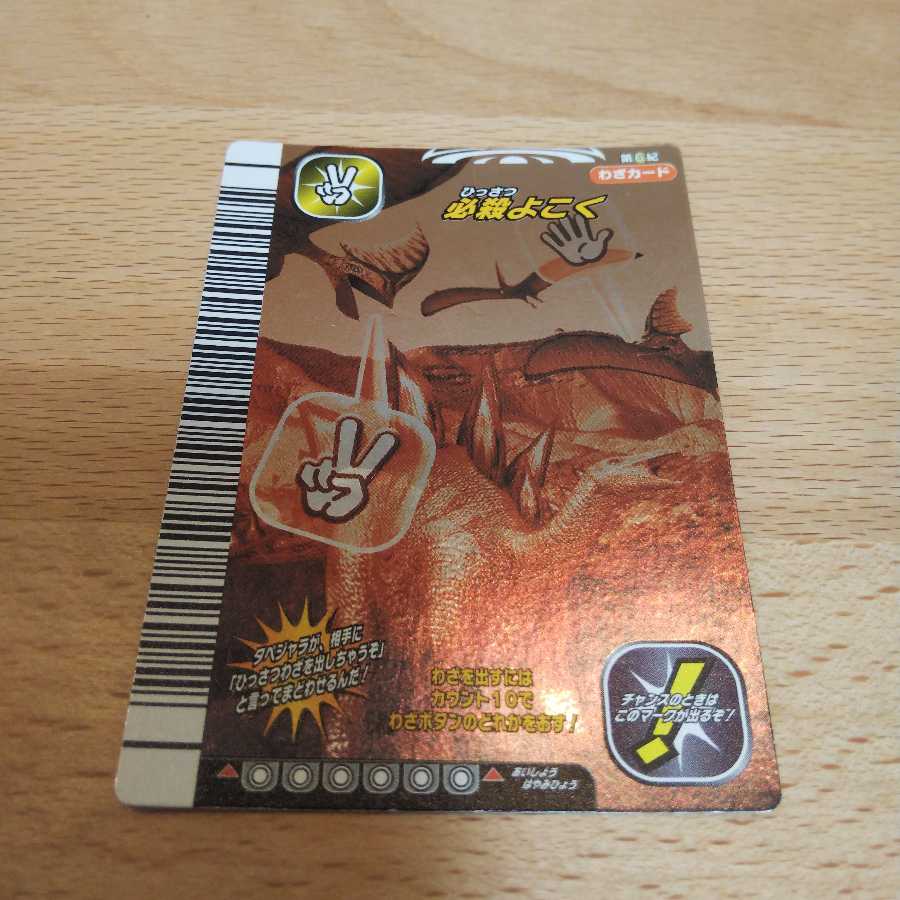 第6紀
わざカード
ひっさつ
必殺よこく
タペジャラが、相手に
「ひっさつわざを出しちゃうぞ」
と言ってまどわせるんだ！
わざを出すには
カウント10で
わざボタンのどれかをおす！
チャンスのときは
このマークが出るぞ！
あいしょう
はやみひょう